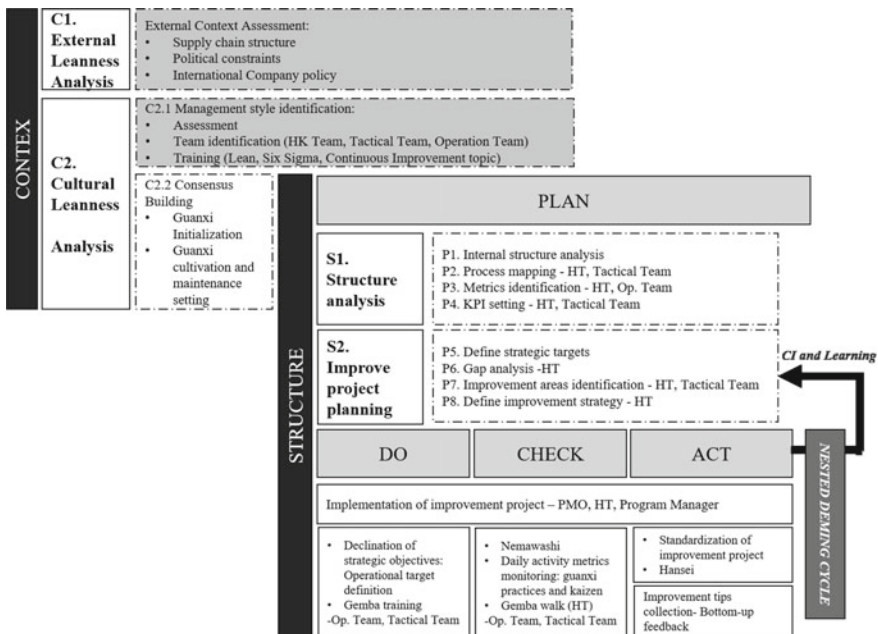 CONTEX
C1.
External
Leanness
Analysis
External Context Assessment:
• Supply chain structure
• Political constraints
• International Company policy
C2.
Cultural
Leanness
Analysis
C2.1 Management style identification:
• Assessment
• Team identification (HK Team, Tactical Team, Operation Team)
• Training (Lean, Six Sigma, Continuous Improvement topic)
C2.2 Consensus
Building
• Guanxi
Initialization
• Guanxi
cultivation and
maintenance
setting
STRUCTURE
PLAN
S1.
Structure
analysis
P1. Internal structure analysis
P2. Process mapping - HT, Tactical Team
P3. Metrics identification - HT, Op. Team
P4. KPI setting - HT, Tactical Team
S2.
Improve
project
planning
P5. Define strategic targets
P6. Gap analysis -HT
P7. Improvement areas identification - HT, Tactical Team
P8. Define improvement strategy - HT
CI and Learning
NESTED DEMING CYCLE
DO
CHECK
ACT
Implementation of improvement project – PMO, HT, Program Manager
• Declination of
strategic objectives:
Operational target
definition
• Gemba training
-Op. Team, Tactical Team
• Nemawashi
• Daily activity metrics
monitoring: guanxi
practices and kaizen
• Gemba walk (HT)
-Op. Team, Tactical Team
• Standardization of
improvement project
• Hansei
Improvement tips
collection- Bottom-up
feedback